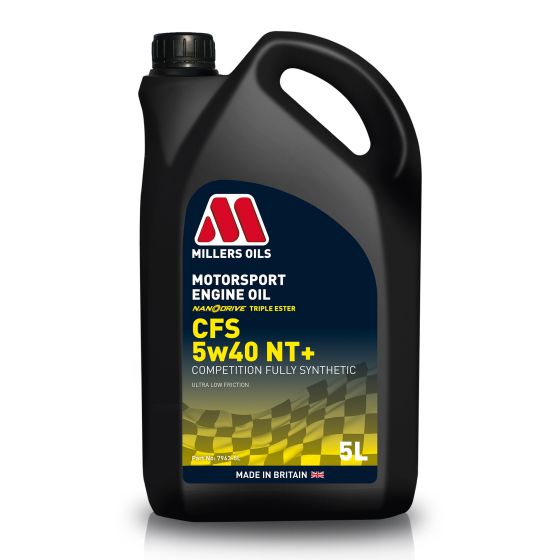 MILLERS OILS
MOTORSPORT
ENGINE OIL
NANODRIVE TRIPLE ESTER
CFS
5w40 NT+
COMPETITION FULLY SYNTHETIC
ULTRA LOW FRICTION
5L
MADE IN BRITAIN